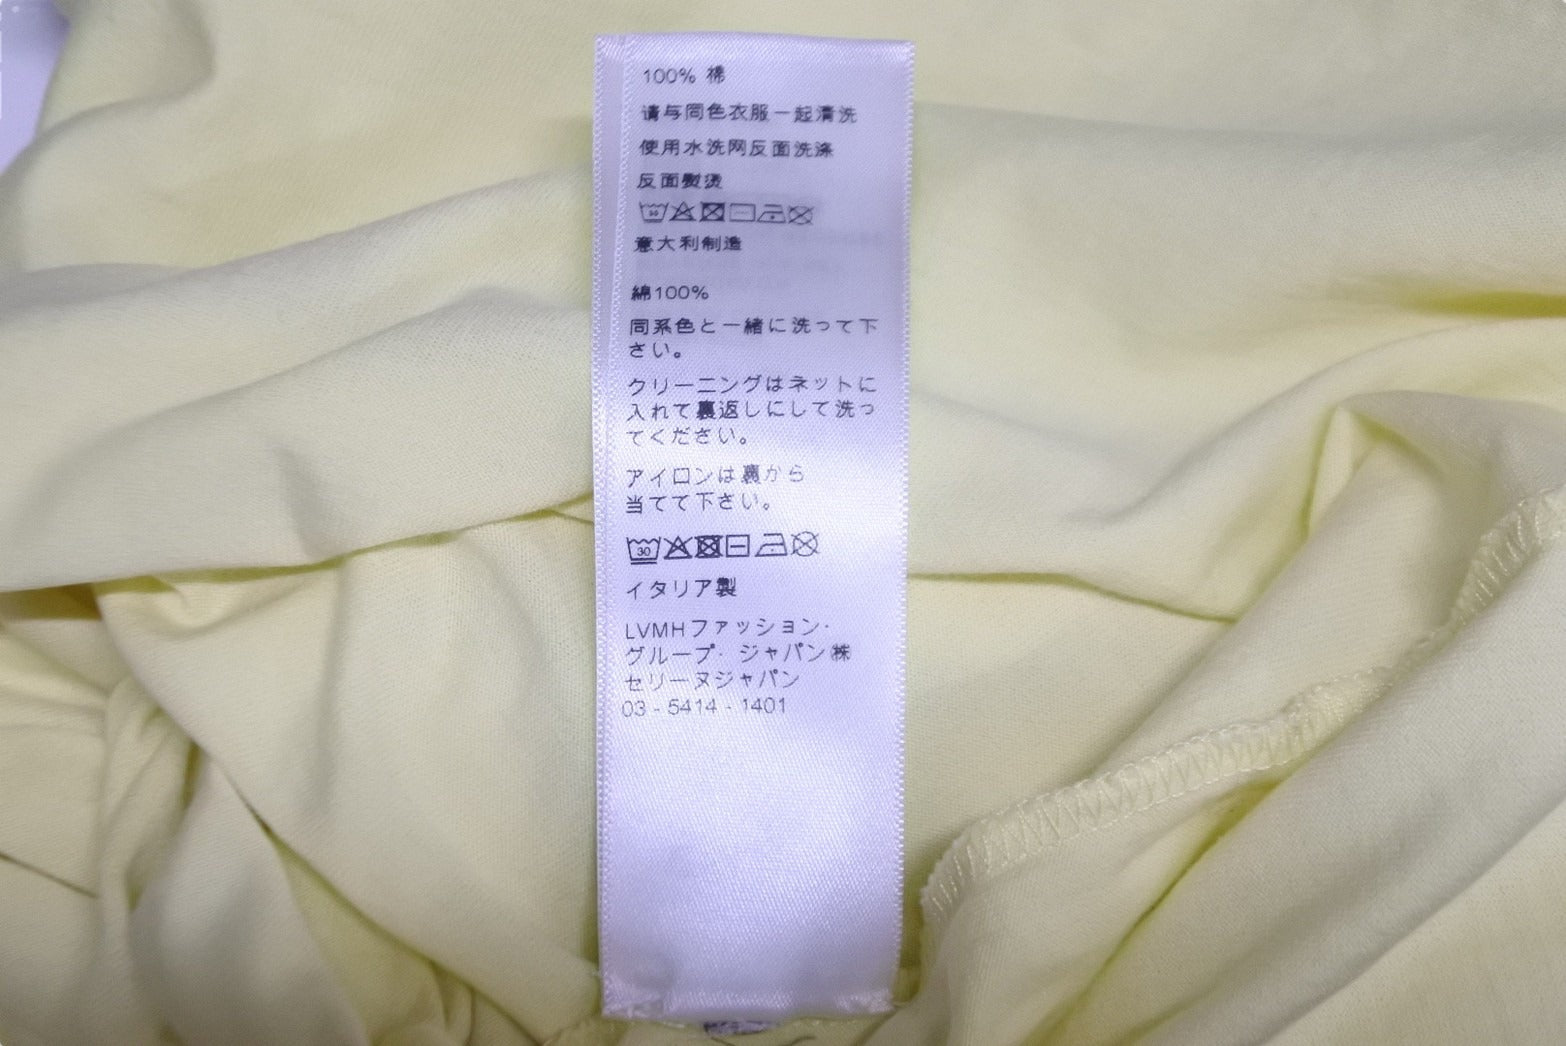 100% 棉
请与同色衣服一起清洗
使用水洗网反面洗涤
反面熨烫
30
意大利制造
綿100%
同系色と一緒に洗って下
さい。
クリーニングはネットに
入れて裏返しにして洗っ
てください。
アイロンは裏から
当てて下さい。
30
イタリア製
LVMHファッション·
グループ· ジャパン㈱
セリーヌジャパン
03 - 5414 - 1401